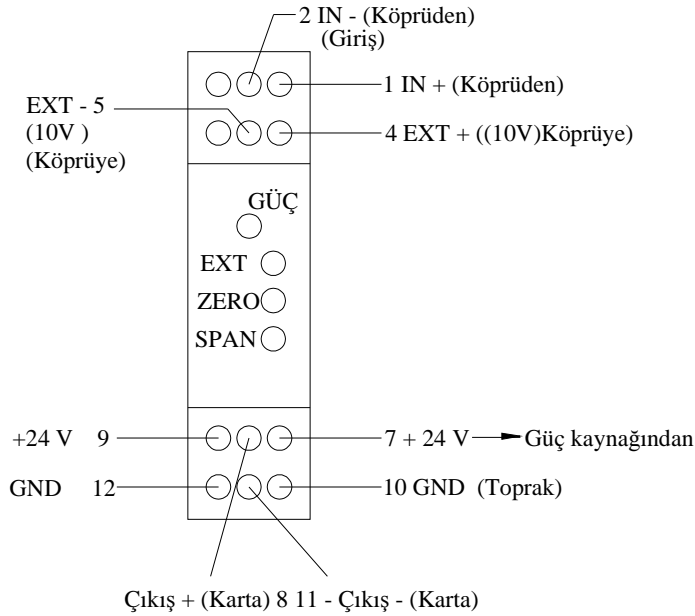 2 IN - (Köprüden)
(Giriş)
1 IN + (Köprüden)
EXT - 5
(10V )
(Köprüye)
4 EXT + ((10V)Köprüye)
GÜÇ
EXT
ZERO
SPAN
+24 V 9
7 + 24 V Güç kaynağından
GND 12
10 GND (Toprak)
Çıkış + (Karta) 8 11 - Çıkış - (Karta)